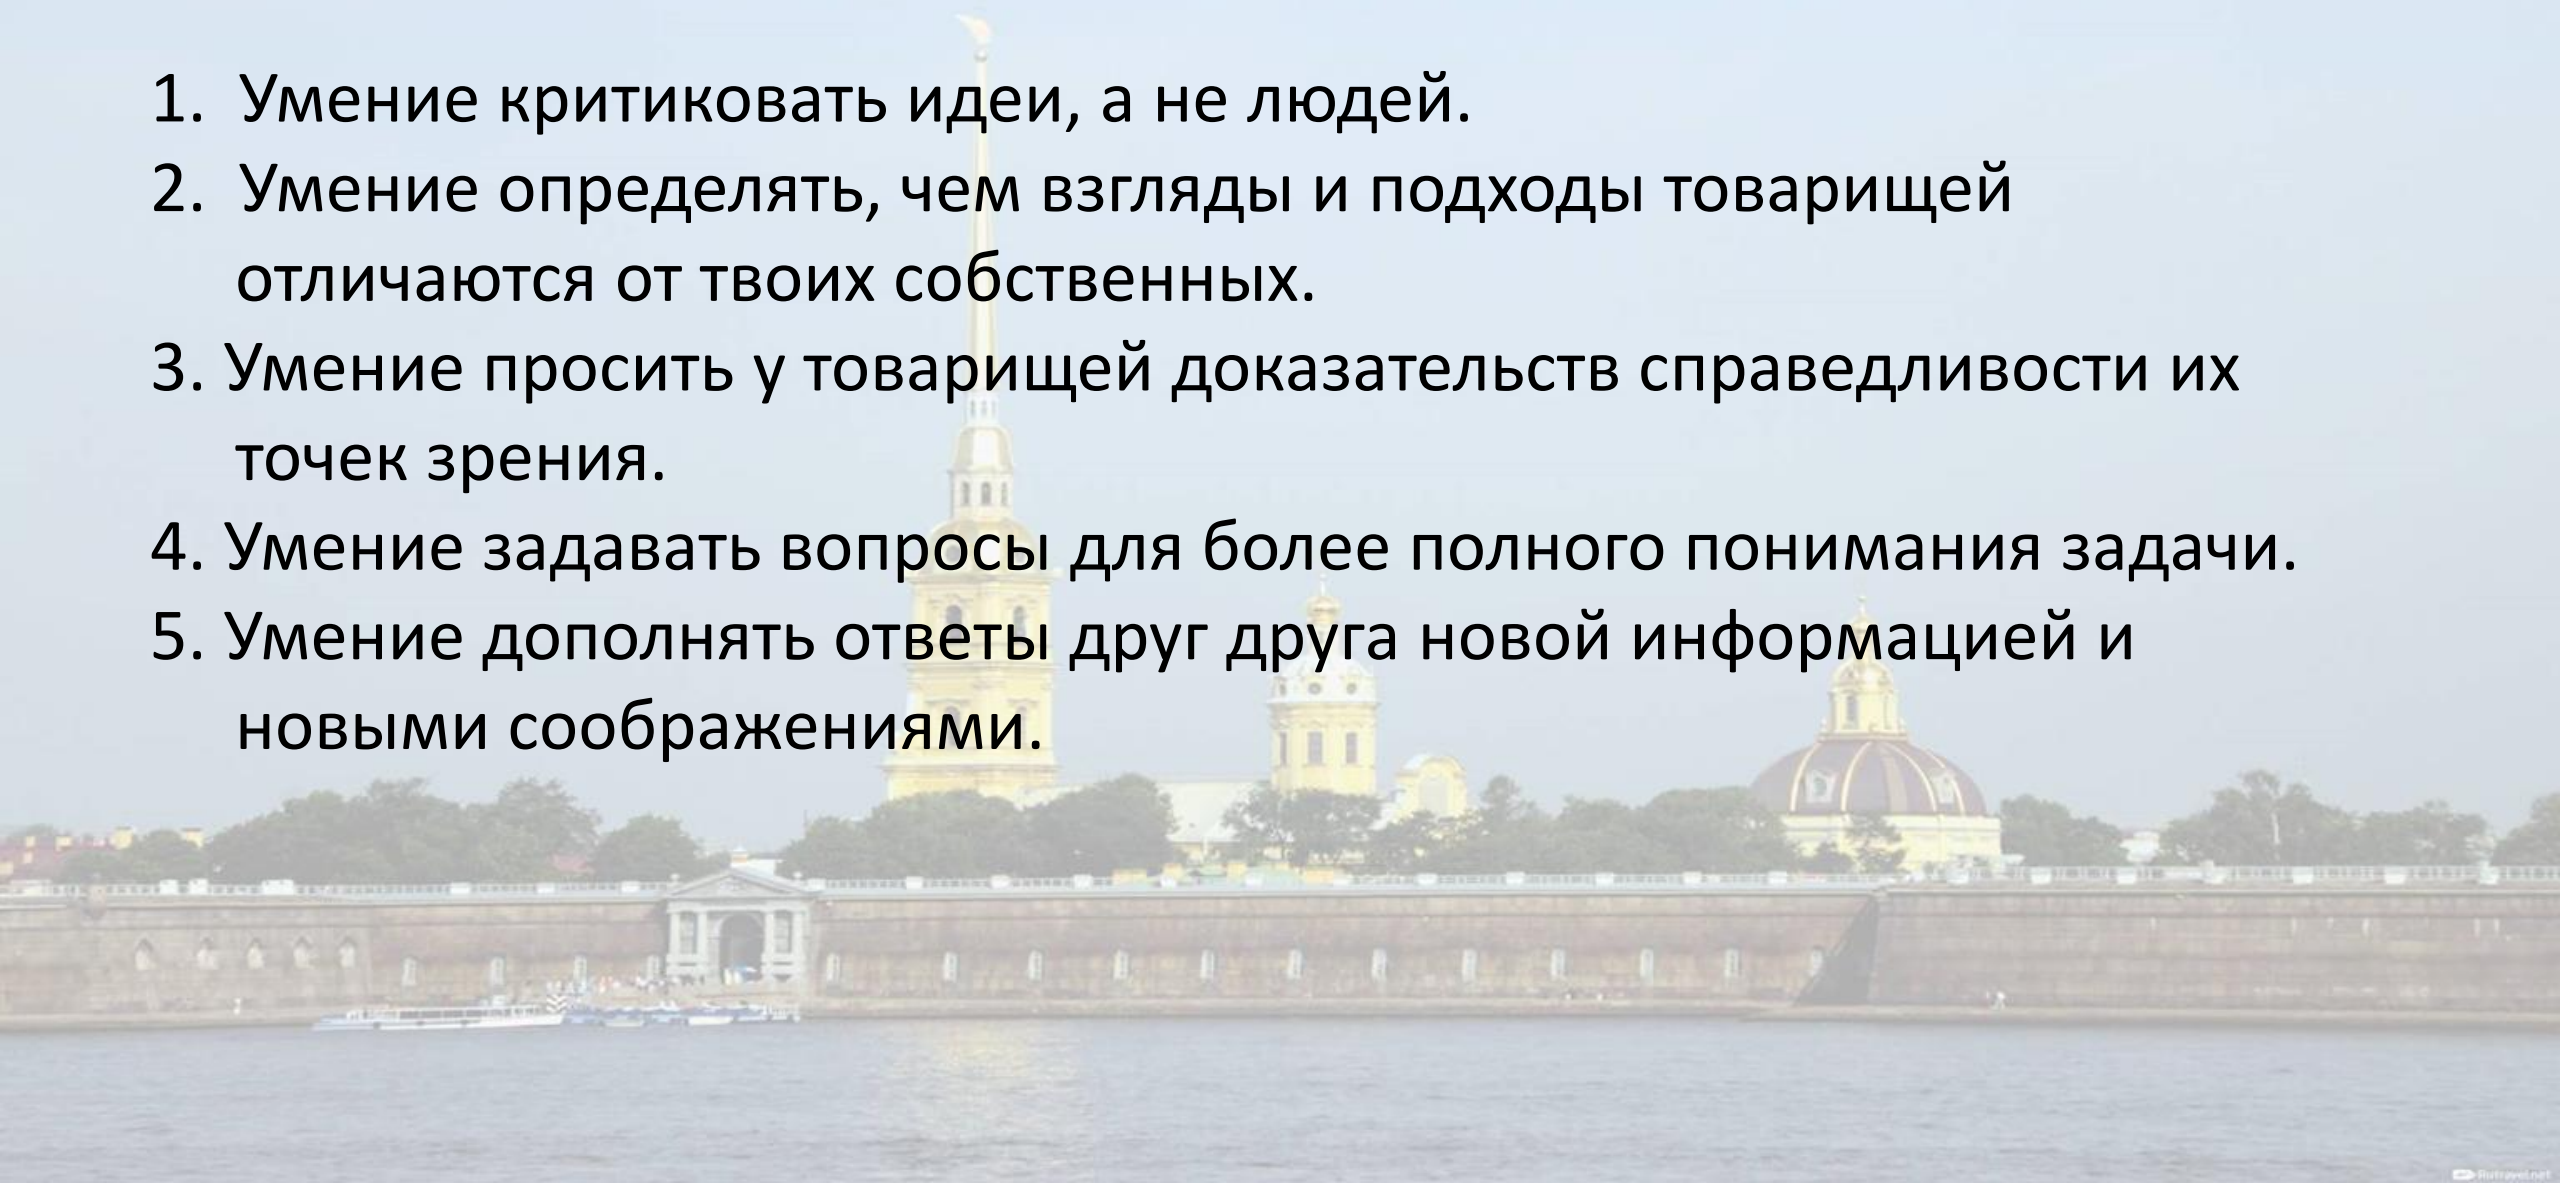 1. Умение критиковать идеи, а не людей.
2. Умение определять, чем взгляды и подходы товарищей
отличаются от твоих собственных.
3. Умение просить у товарищей доказательств справедливости их
точек зрения.
4. Умение задавать вопросы для более полного понимания задачи.
5. Умение дополнять ответы друг друга новой информацией и
новыми соображениями.
Rutravel.net